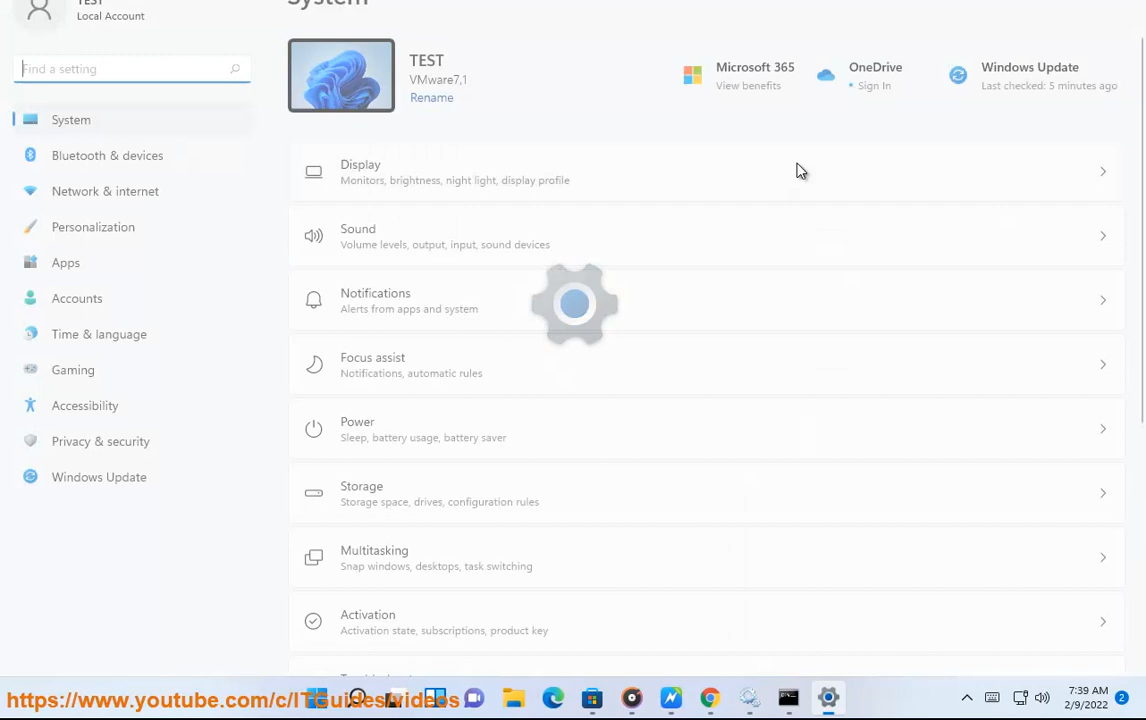 TEST
Local Account
System
Find a setting
TEST
VMware7,1
Rename
Microsoft 365
View benefits
OneDrive
• Sign In
Windows Update
Last checked: 5 minutes ago
System
Bluetooth & devices
Network & internet
Personalization
Apps
Accounts
Time & language
Gaming
Accessibility
Privacy & security
Windows Update
Display
Monitors, brightness, night light, display profile
Sound
Volume levels, output, input, sound devices
Notifications
Alerts from apps and system
Focus assist
Notifications, automatic rules
Power
Sleep, battery usage, battery saver
Storage
Storage space, drives, configuration rules
Multitasking
Snap windows, desktops, task switching
Activation
Activation state, subscriptions, product key
https://www.youtube.com/c/ITGuides/videos
7:39 AM
2/9/2022
2